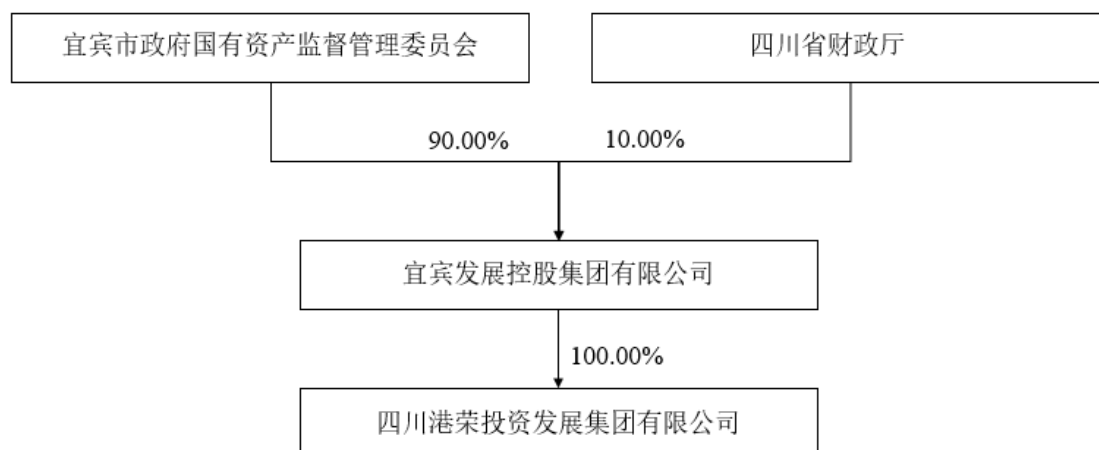 宜宾市政府国有资产监督管理委员会
四川省财政厅
90.00%
10.00%
宜宾发展控股集团有限公司
100.00%
四川港荣投资发展集团有限公司